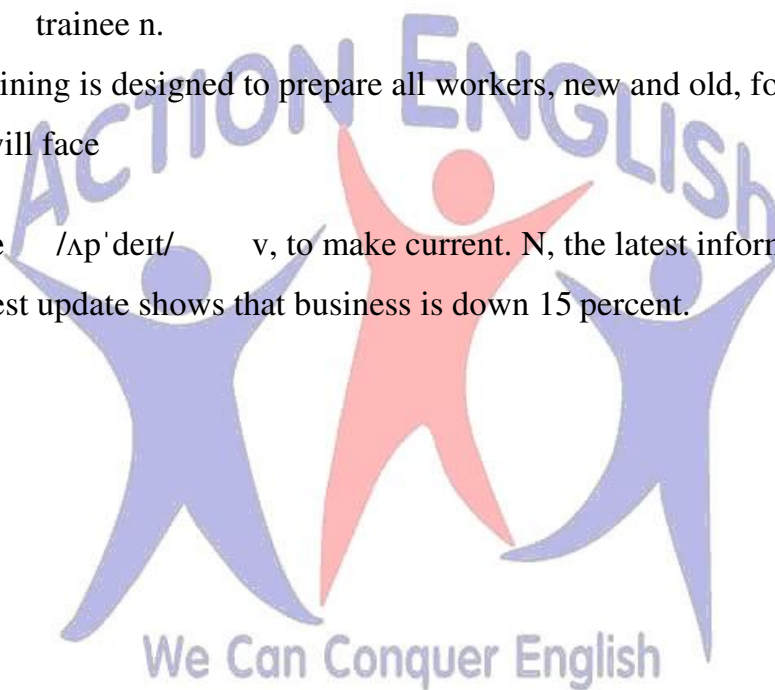 trainee n.
ining is designed to prepare all workers, new and old, fo
vill face
e /ʌpˈdeɪt/ v, to make current. N, the latest inforn
est update shows that business is down 15 percent.
ACTION ENGLISH
We Can Conquer English